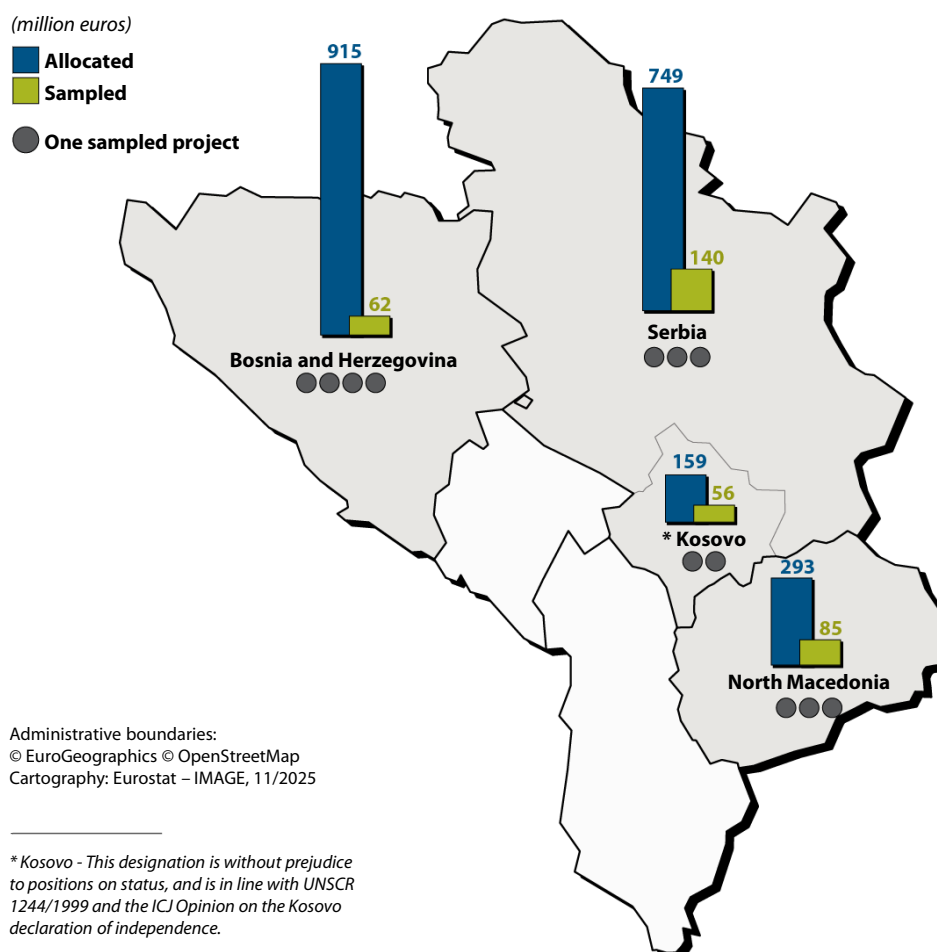 (million euros)
Allocated
Sampled
One sampled project
915
62
Bosnia and Herzegovina
749
140
Serbia
159
56
* Kosovo
293
85
North Macedonia
Administrative boundaries:
© EuroGeographics © OpenStreetMap
Cartography: Eurostat – IMAGE, 11/2025
* Kosovo - This designation is without prejudice
to positions on status, and is in line with UNSCR
1244/1999 and the ICJ Opinion on the Kosovo
declaration of independence.